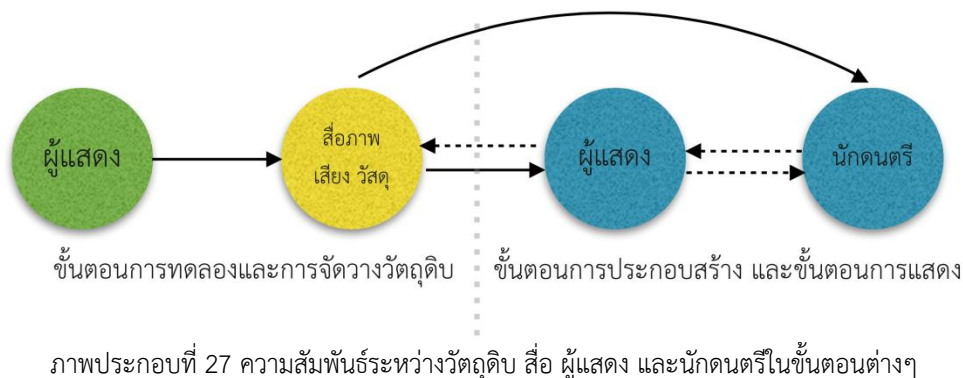 ผู้แสดง
สื่อภาพ
เสียง วัสดุ
ผู้แสดง
นักดนตรี
ขั้นตอนการทดลองและการจัดวางวัตถุดิบ
ขั้นตอนการประกอบสร้าง และขั้นตอนการแสดง
ภาพประกอบที่ 27 ความสัมพันธ์ระหว่างวัตถุดิบ สื่อ ผู้แสดง และนักดนตรีในขั้นตอนต่างๆ